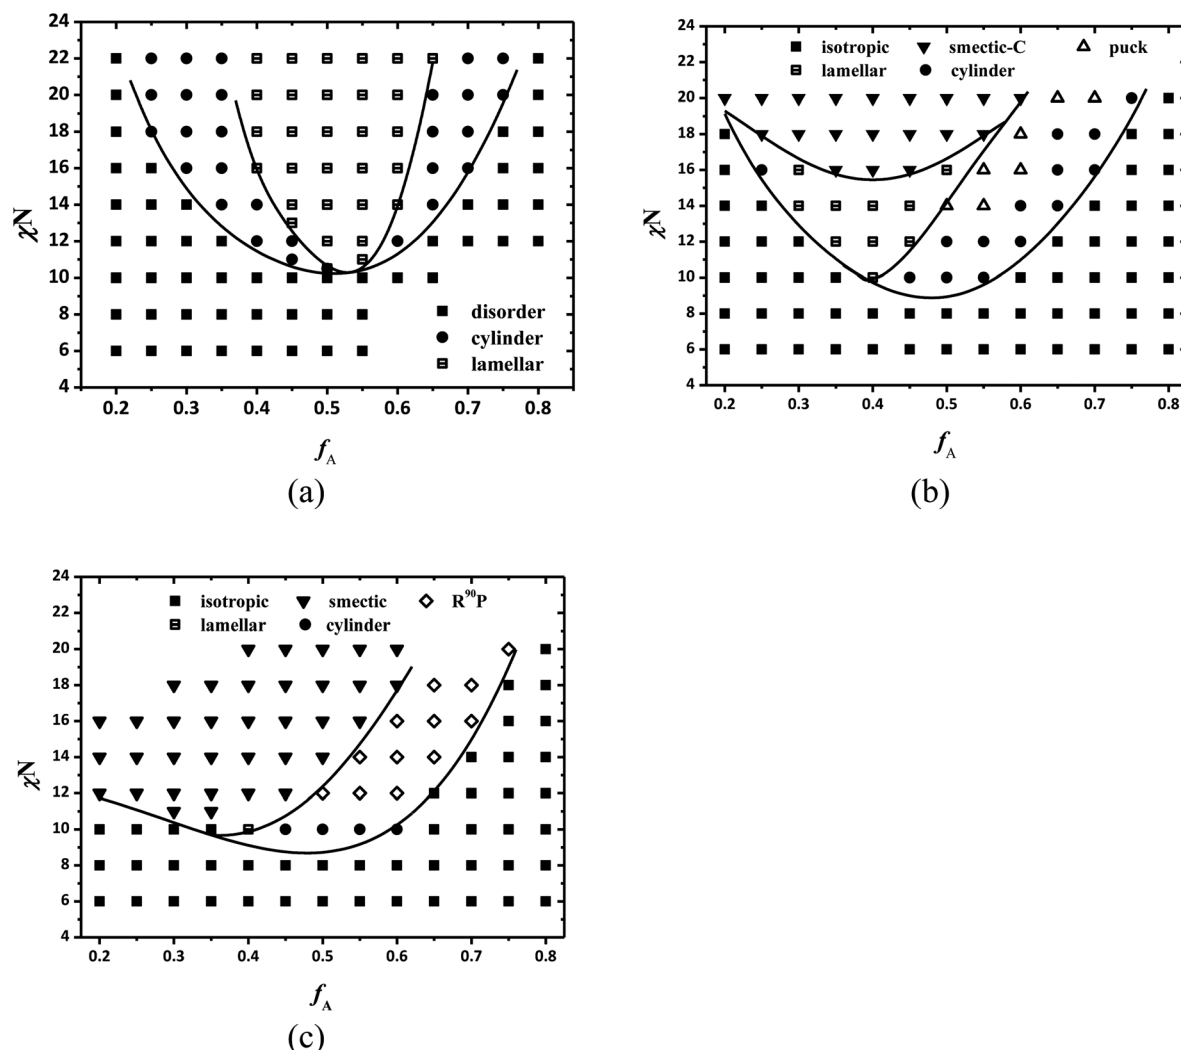 24
22
20
18
16
14
12
10
8
6
4
χN
disorder
cylinder
lamellar
0.2 0.3 0.4 0.5 0.6 0.7 0.8
fA
(a)
24
22
20
18
16
14
12
10
8
6
4
χN
isotropic smectic-C puck
lamellar cylinder
0.2 0.3 0.4 0.5 0.6 0.7 0.8
fA
(b)
24
22
20
18
16
14
12
10
8
6
4
χN
isotropic smectic R⁹⁰P
lamellar cylinder
0.2 0.3 0.4 0.5 0.6 0.7 0.8
fA
(c)